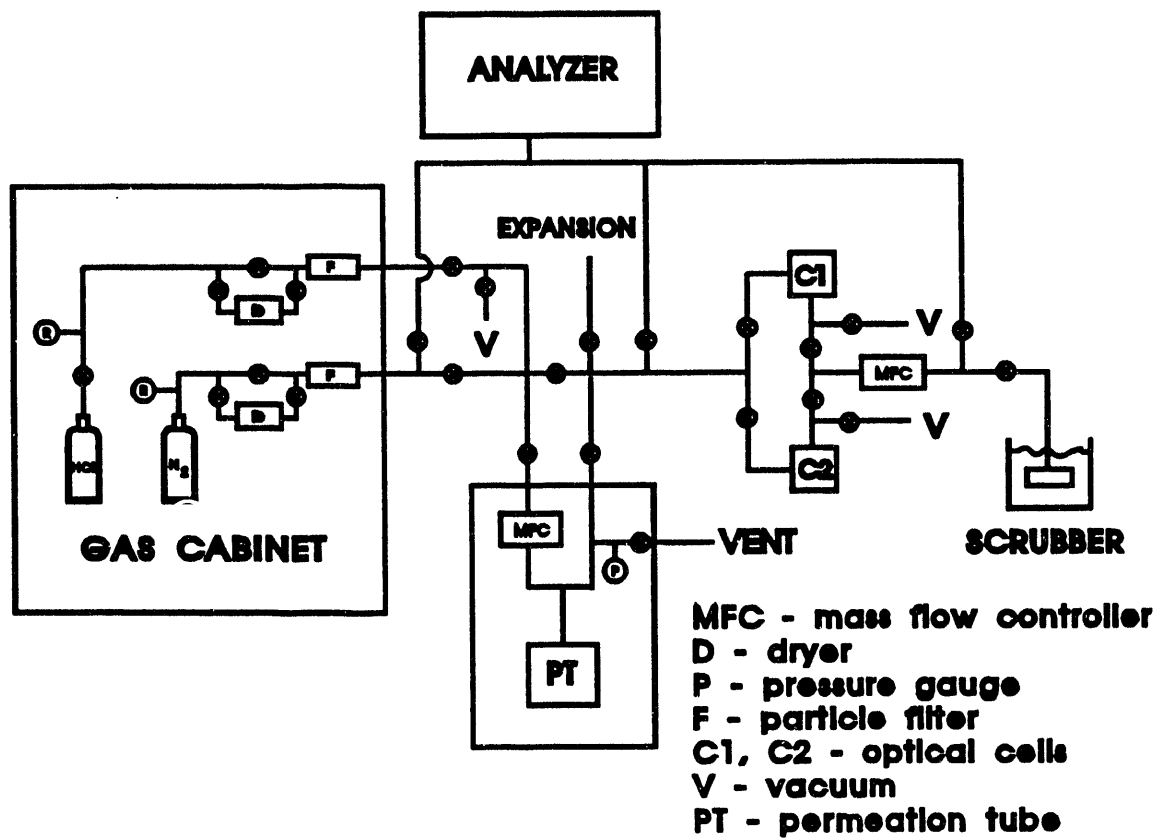 ANALYZER
EXPANSION
F
D
R
V
F
D
R
N2
GAS CABINET
C1
V
MFC
V
C2
SCRUBBER
MFC
P
VENT
PT
MFC - mass flow controller
D - dryer
P - pressure gauge
F - particle filter
C1, C2 - optical cells
V - vacuum
PT - permeation tube